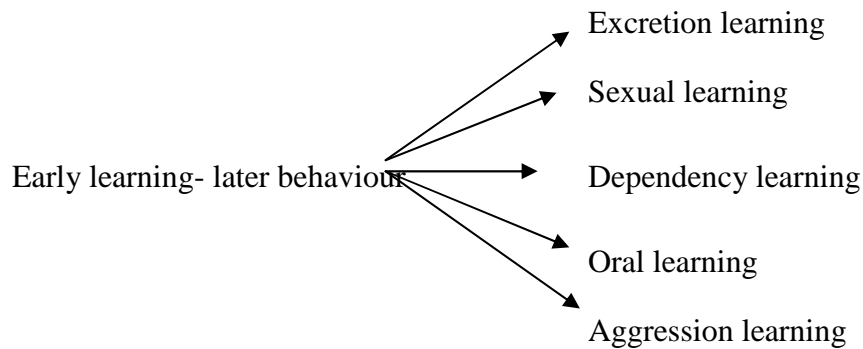 Excretion learning
Sexual learning
Early learning- later behaviour
Dependency learning
Oral learning
Aggression learning